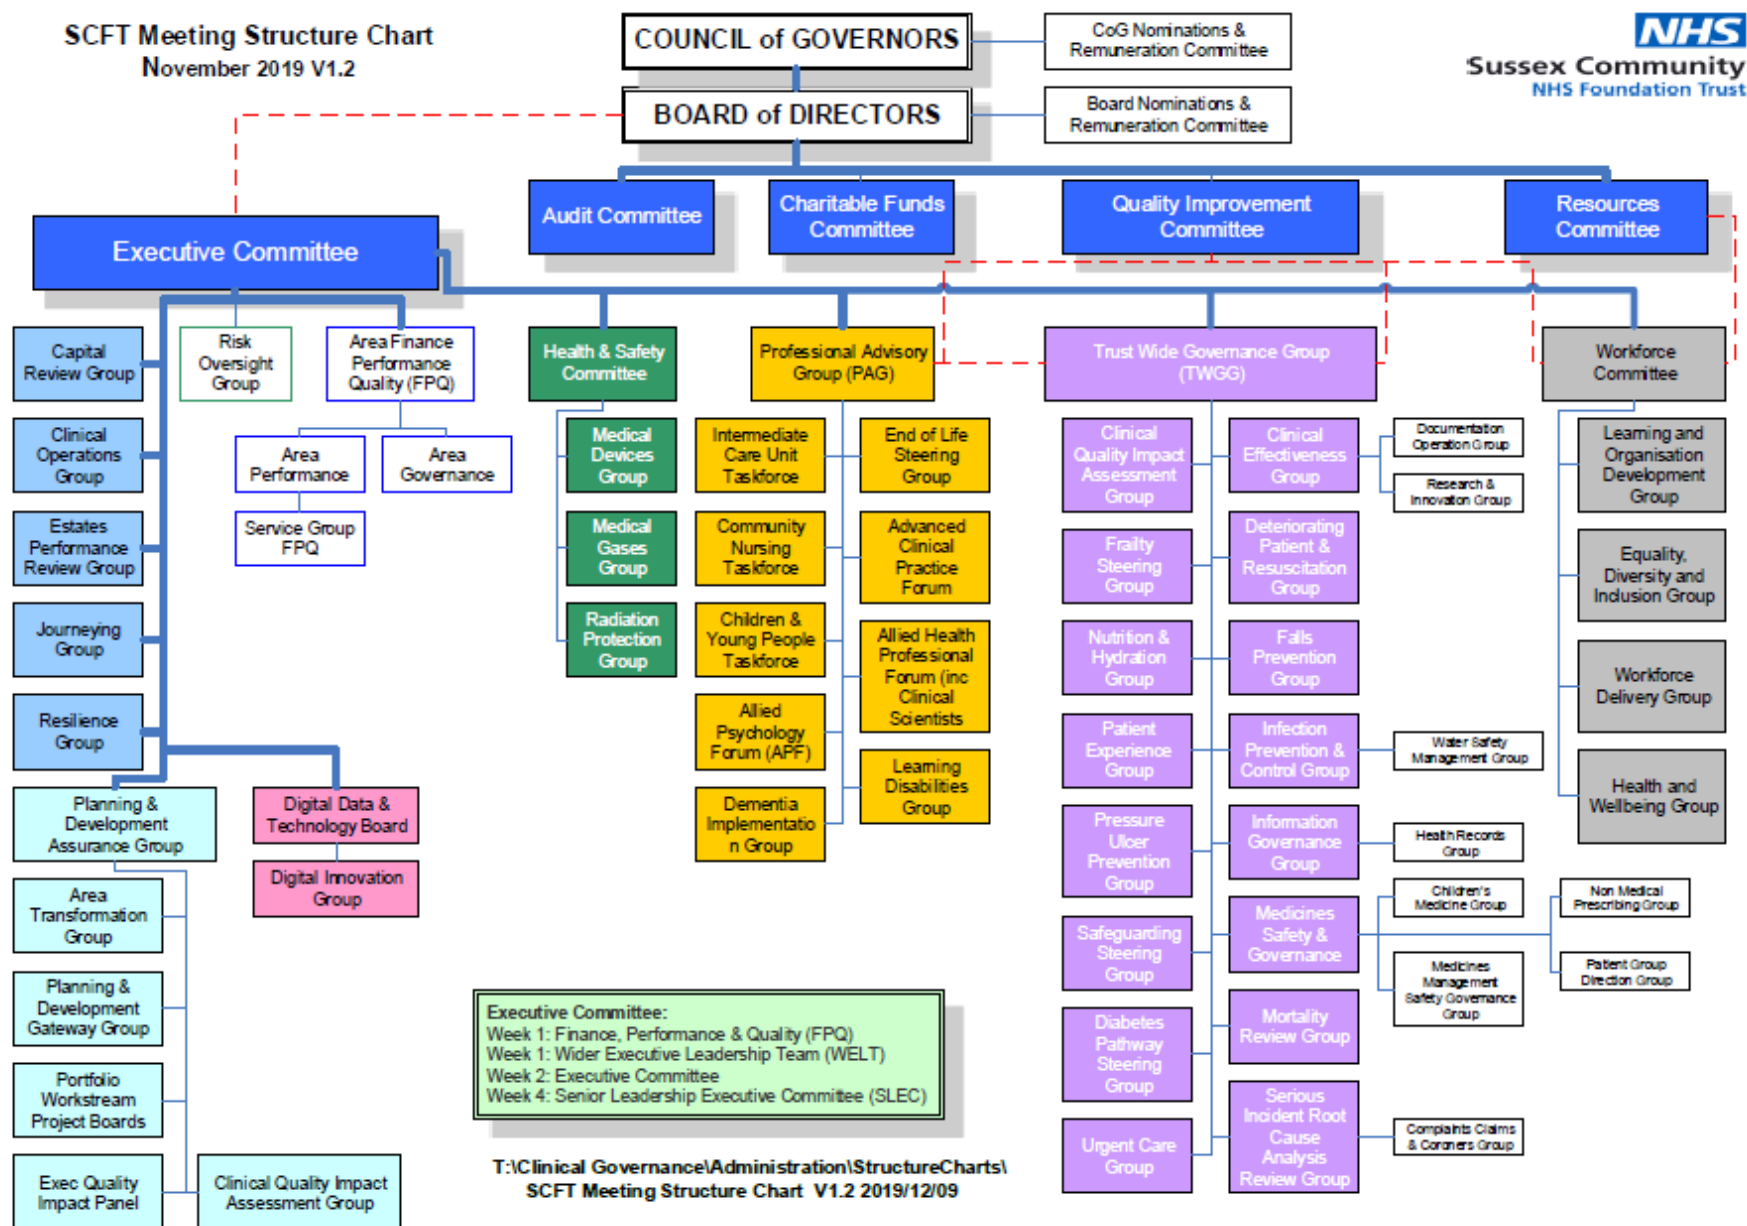 SCFT Meeting Structure Chart
November 2019 V1.2
COUNCIL of GOVERNORS
CoG Nominations &
Remuneration Committee
NHS
Sussex Community
NHS Foundation Trust
BOARD of DIRECTORS
Board Nominations &
Remuneration Committee
Audit Committee
Charitable Funds
Committee
Quality Improvement
Committee
Resources
Committee
Executive Committee
Capital
Review Group
Risk
Oversight
Group
Area Finance
Performance
Quality (FPQ)
Health & Safety
Committee
Professional Advisory
Group (PAG)
Trust Wide Governance Group
(TWGG)
Workforce
Committee
Clinical
Operations
Group
Area
Performance
Area
Governance
Service Group
FPQ
Estates
Performance
Review Group
Journeying
Group
Resilience
Group
Planning &
Development
Assurance Group
Digital Data &
Technology Board
Digital Innovation
Group
Area
Transformation
Group
Planning &
Development
Gateway Group
Portfolio
Workstream
Project Boards
Exec Quality
Impact Panel
Clinical Quality Impact
Assessment Group
Medical
Devices
Group
Medical
Gases
Group
Radiation
Protection
Group
Intermediate
Care Unit
Taskforce
End of Life
Steering
Group
Community
Nursing
Taskforce
Advanced
Clinical
Practice
Forum
Children &
Young People
Taskforce
Allied Health
Professional
Forum (inc
Clinical
Scientists
Allied
Psychology
Forum (APF)
Learning
Disabilities
Group
Dementia
Implementatio
n Group
Clinical
Quality Impact
Assessment
Group
Clinical
Effectiveness
Group
Documentation
Operation Group
Research &
Innovation Group
Frailty
Steering
Group
Deteriorating
Patient &
Resuscitation
Group
Nutrition &
Hydration
Group
Falls
Prevention
Group
Patient
Experience
Group
Infection
Prevention &
Control Group
Water Safety
Management Group
Pressure
Ulcer
Prevention
Group
Information
Governance
Group
Health Records
Group
Safeguarding
Steering
Group
Medicines
Safety &
Governance
Children's
Medicine Group
Non Medical
Prescribing Group
Medicines
Management
Safety Governance
Group
Patient Group
Direction Group
Diabetes
Pathway
Steering
Group
Mortality
Review Group
Urgent Care
Group
Serious
Incident Root
Cause
Analysis
Review Group
Complaints Claims
& Coroners Group
Learning and
Organisation
Development
Group
Equality,
Diversity and
Inclusion Group
Workforce
Delivery Group
Health and
Wellbeing Group
Executive Committee:
Week 1: Finance, Performance & Quality (FPQ)
Week 1: Wider Executive Leadership Team (WELT)
Week 2: Executive Committee
Week 4: Senior Leadership Executive Committee (SLEC)
T:\Clinical Governance\Administration\StructureCharts\
SCFT Meeting Structure Chart V1.2 2019/12/09